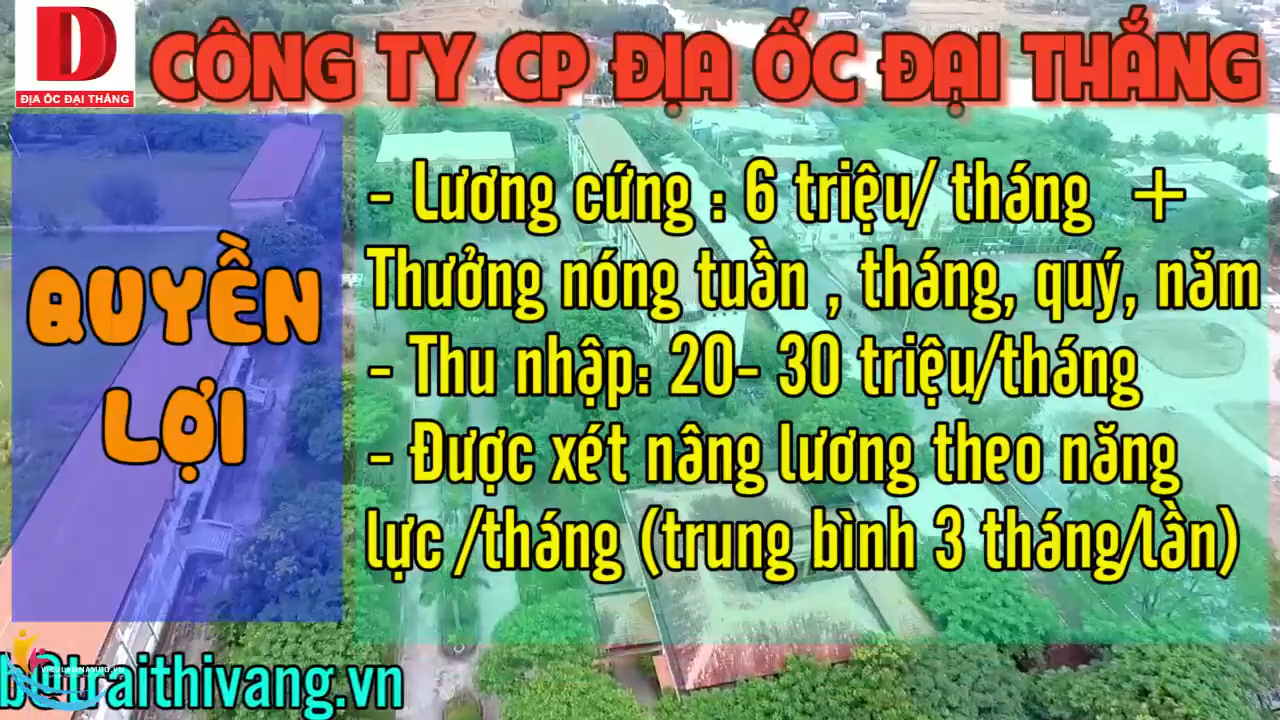 ĐỊA ỐC ĐẠI THẮNG
CÔNG TY CP ĐỊA ỐC ĐẠI THẮNG
QUYỀN
LỢI
- Lương cứng : 6 triệu/ tháng +
Thưởng nóng tuần , tháng, quý, năm
- Thu nhập: 20- 30 triệu/tháng
- Được xét nâng lương theo năng
lực /tháng (trung bình 3 tháng/lần)